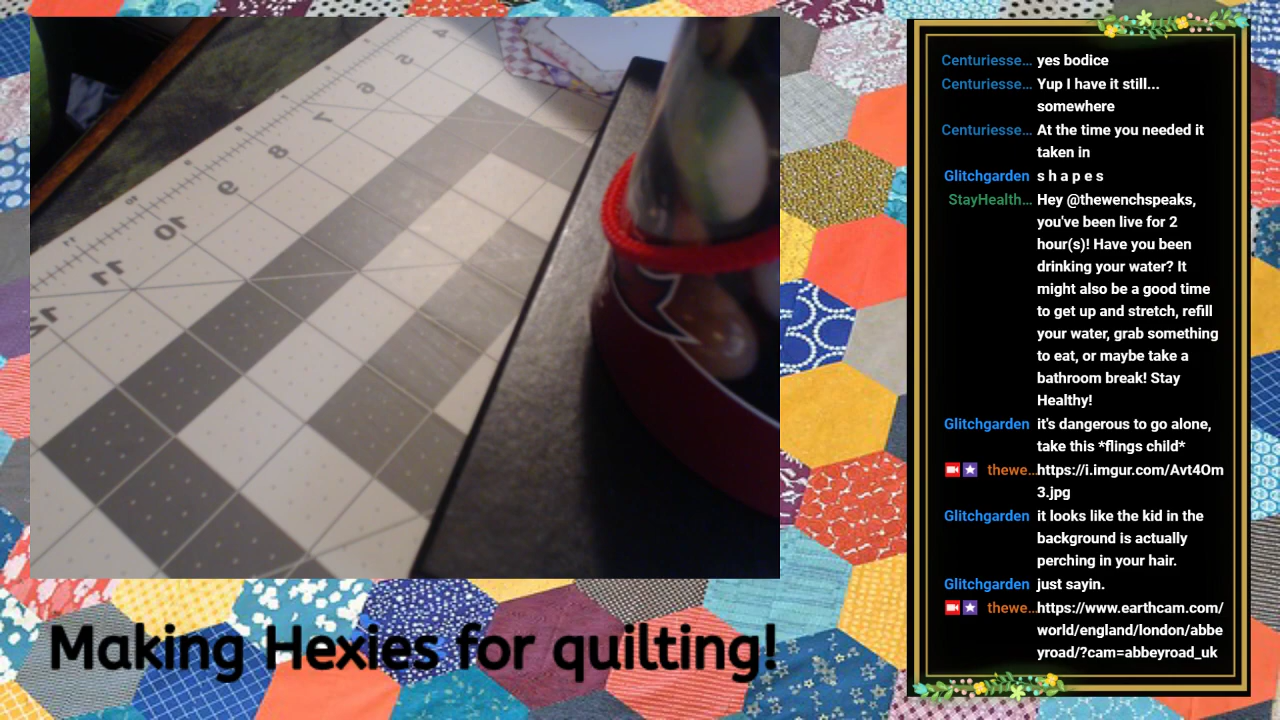 4
5
6
7
8
9
10
11
12
Making Hexies for quilting!
Centuriesse… yes bodice
Centuriesse… Yup I have it still...
somewhere
Centuriesse… At the time you needed it
taken in
Glitchgarden s h a p e s
StayHealth… Hey @thewenchspeaks,
you've been live for 2
hour(s)! Have you been
drinking your water? It
might also be a good time
to get up and stretch, refill
your water, grab something
to eat, or maybe take a
bathroom break! Stay
Healthy!
Glitchgarden it's dangerous to go alone,
take this *flings child*
thewe… https://i.imgur.com/Avt4Om
3.jpg
Glitchgarden it looks like the kid in the
background is actually
perching in your hair.
Glitchgarden just sayin.
thewe… https://www.earthcam.com/
world/england/london/abbe
yroad/?cam=abbeyroad_uk